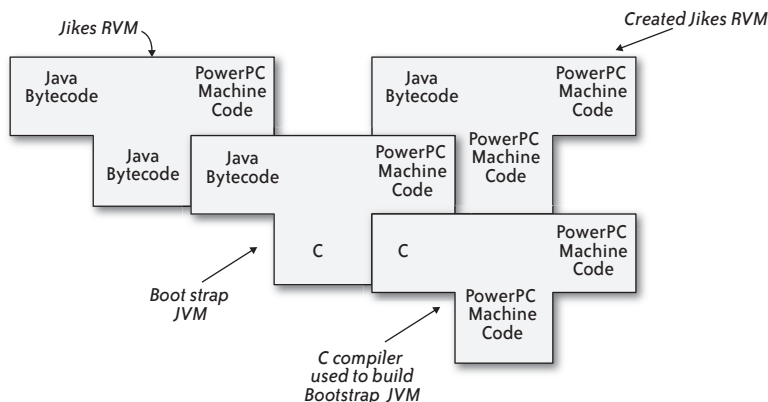 Jikes RVM
Created Jikes RVM
Java
Bytecode
PowerPC
Machine
Code
Java
Bytecode
PowerPC
Machine
Code
Java
Bytecode
Java
Bytecode
PowerPC
Machine
Code
PowerPC
Machine
Code
C
C
PowerPC
Machine
Code
Boot strap
JVM
PowerPC
Machine
Code
C compiler
used to build
Bootstrap JVM